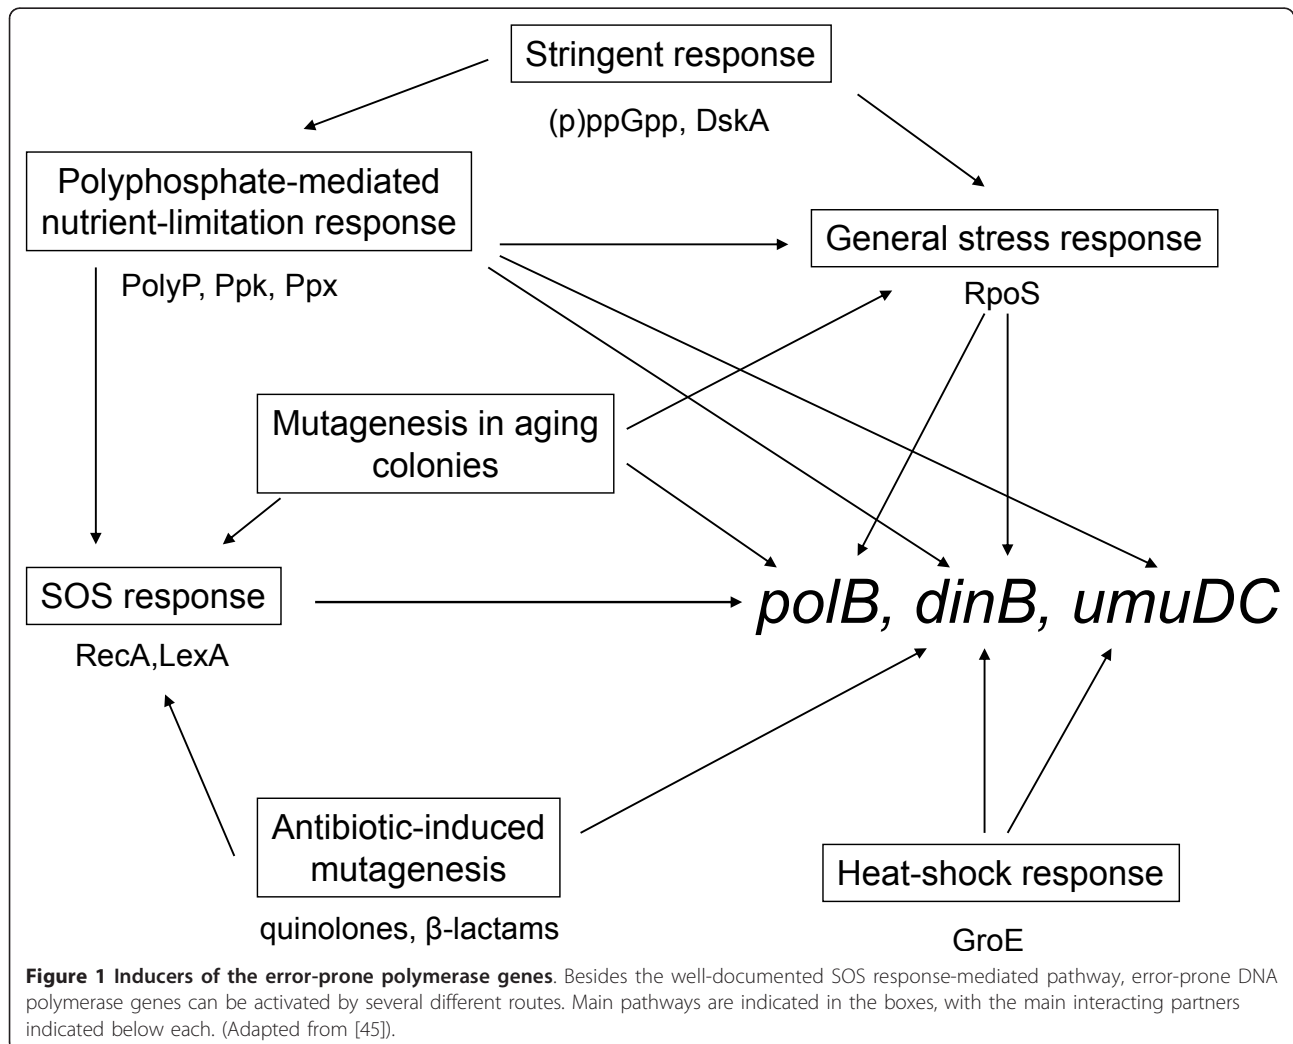 Stringent response
(p)ppGpp, DskA
Polyphosphate-mediated
nutrient-limitation response
PolyP, Ppk, Ppx
General stress response
RpoS
Mutagenesis in aging
colonies
SOS response
RecA,LexA
polB, dinB, umuDC
Antibiotic-induced
mutagenesis
quinolones, β-lactams
Heat-shock response
GroE
Figure 1 Inducers of the error-prone polymerase genes. Besides the well-documented SOS response-mediated pathway, error-prone DNA
polymerase genes can be activated by several different routes. Main pathways are indicated in the boxes, with the main interacting partners
indicated below each. (Adapted from [45]).